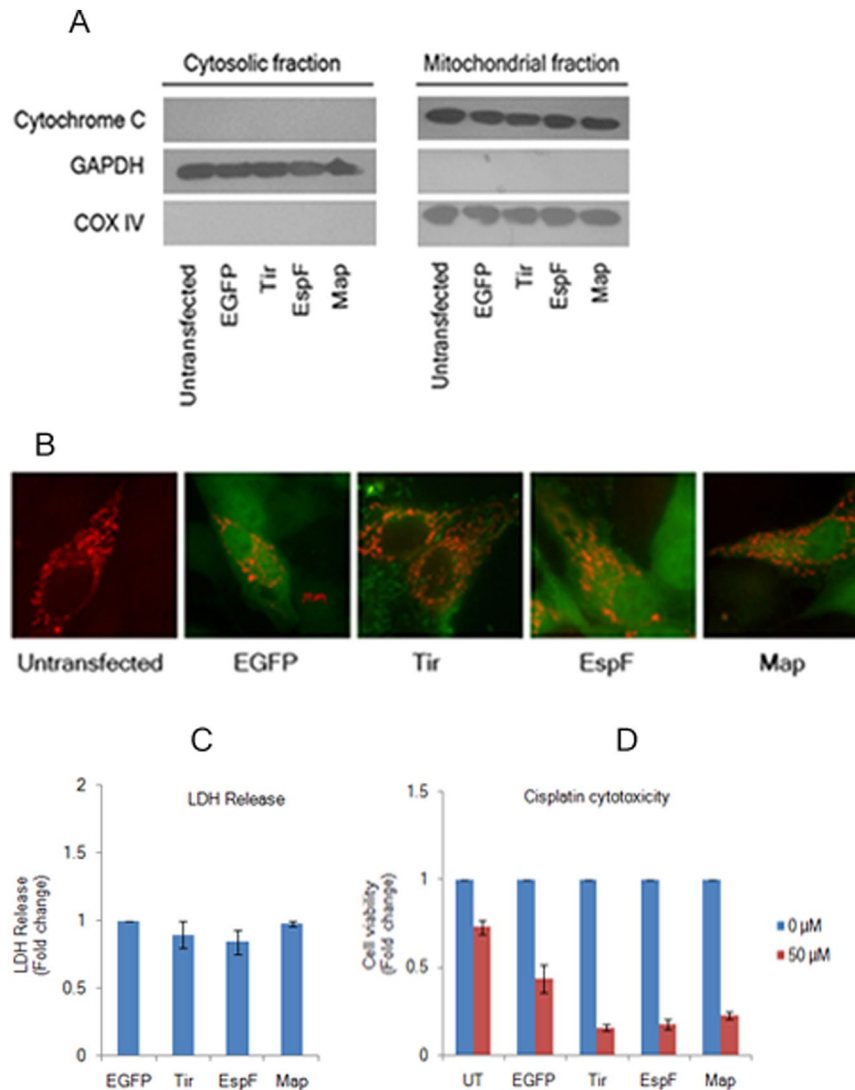 A
Cytosolic fraction
Mitochondrial fraction
Cytochrome C
GAPDH
COX IV
Untransfected
EGFP
Tir
EspF
Map
Untransfected
EGFP
Tir
EspF
Map
B
Untransfected
EGFP
Tir
EspF
Map
C
LDH Release
LDH Release
(Fold change)
2
1.5
1
0.5
0
EGFP Tir EspF Map
D
Cisplatin cytotoxicity
Cell viability
(Fold change)
1.5
1
0.5
0
UT EGFP Tir EspF Map
0 μM
50 μM